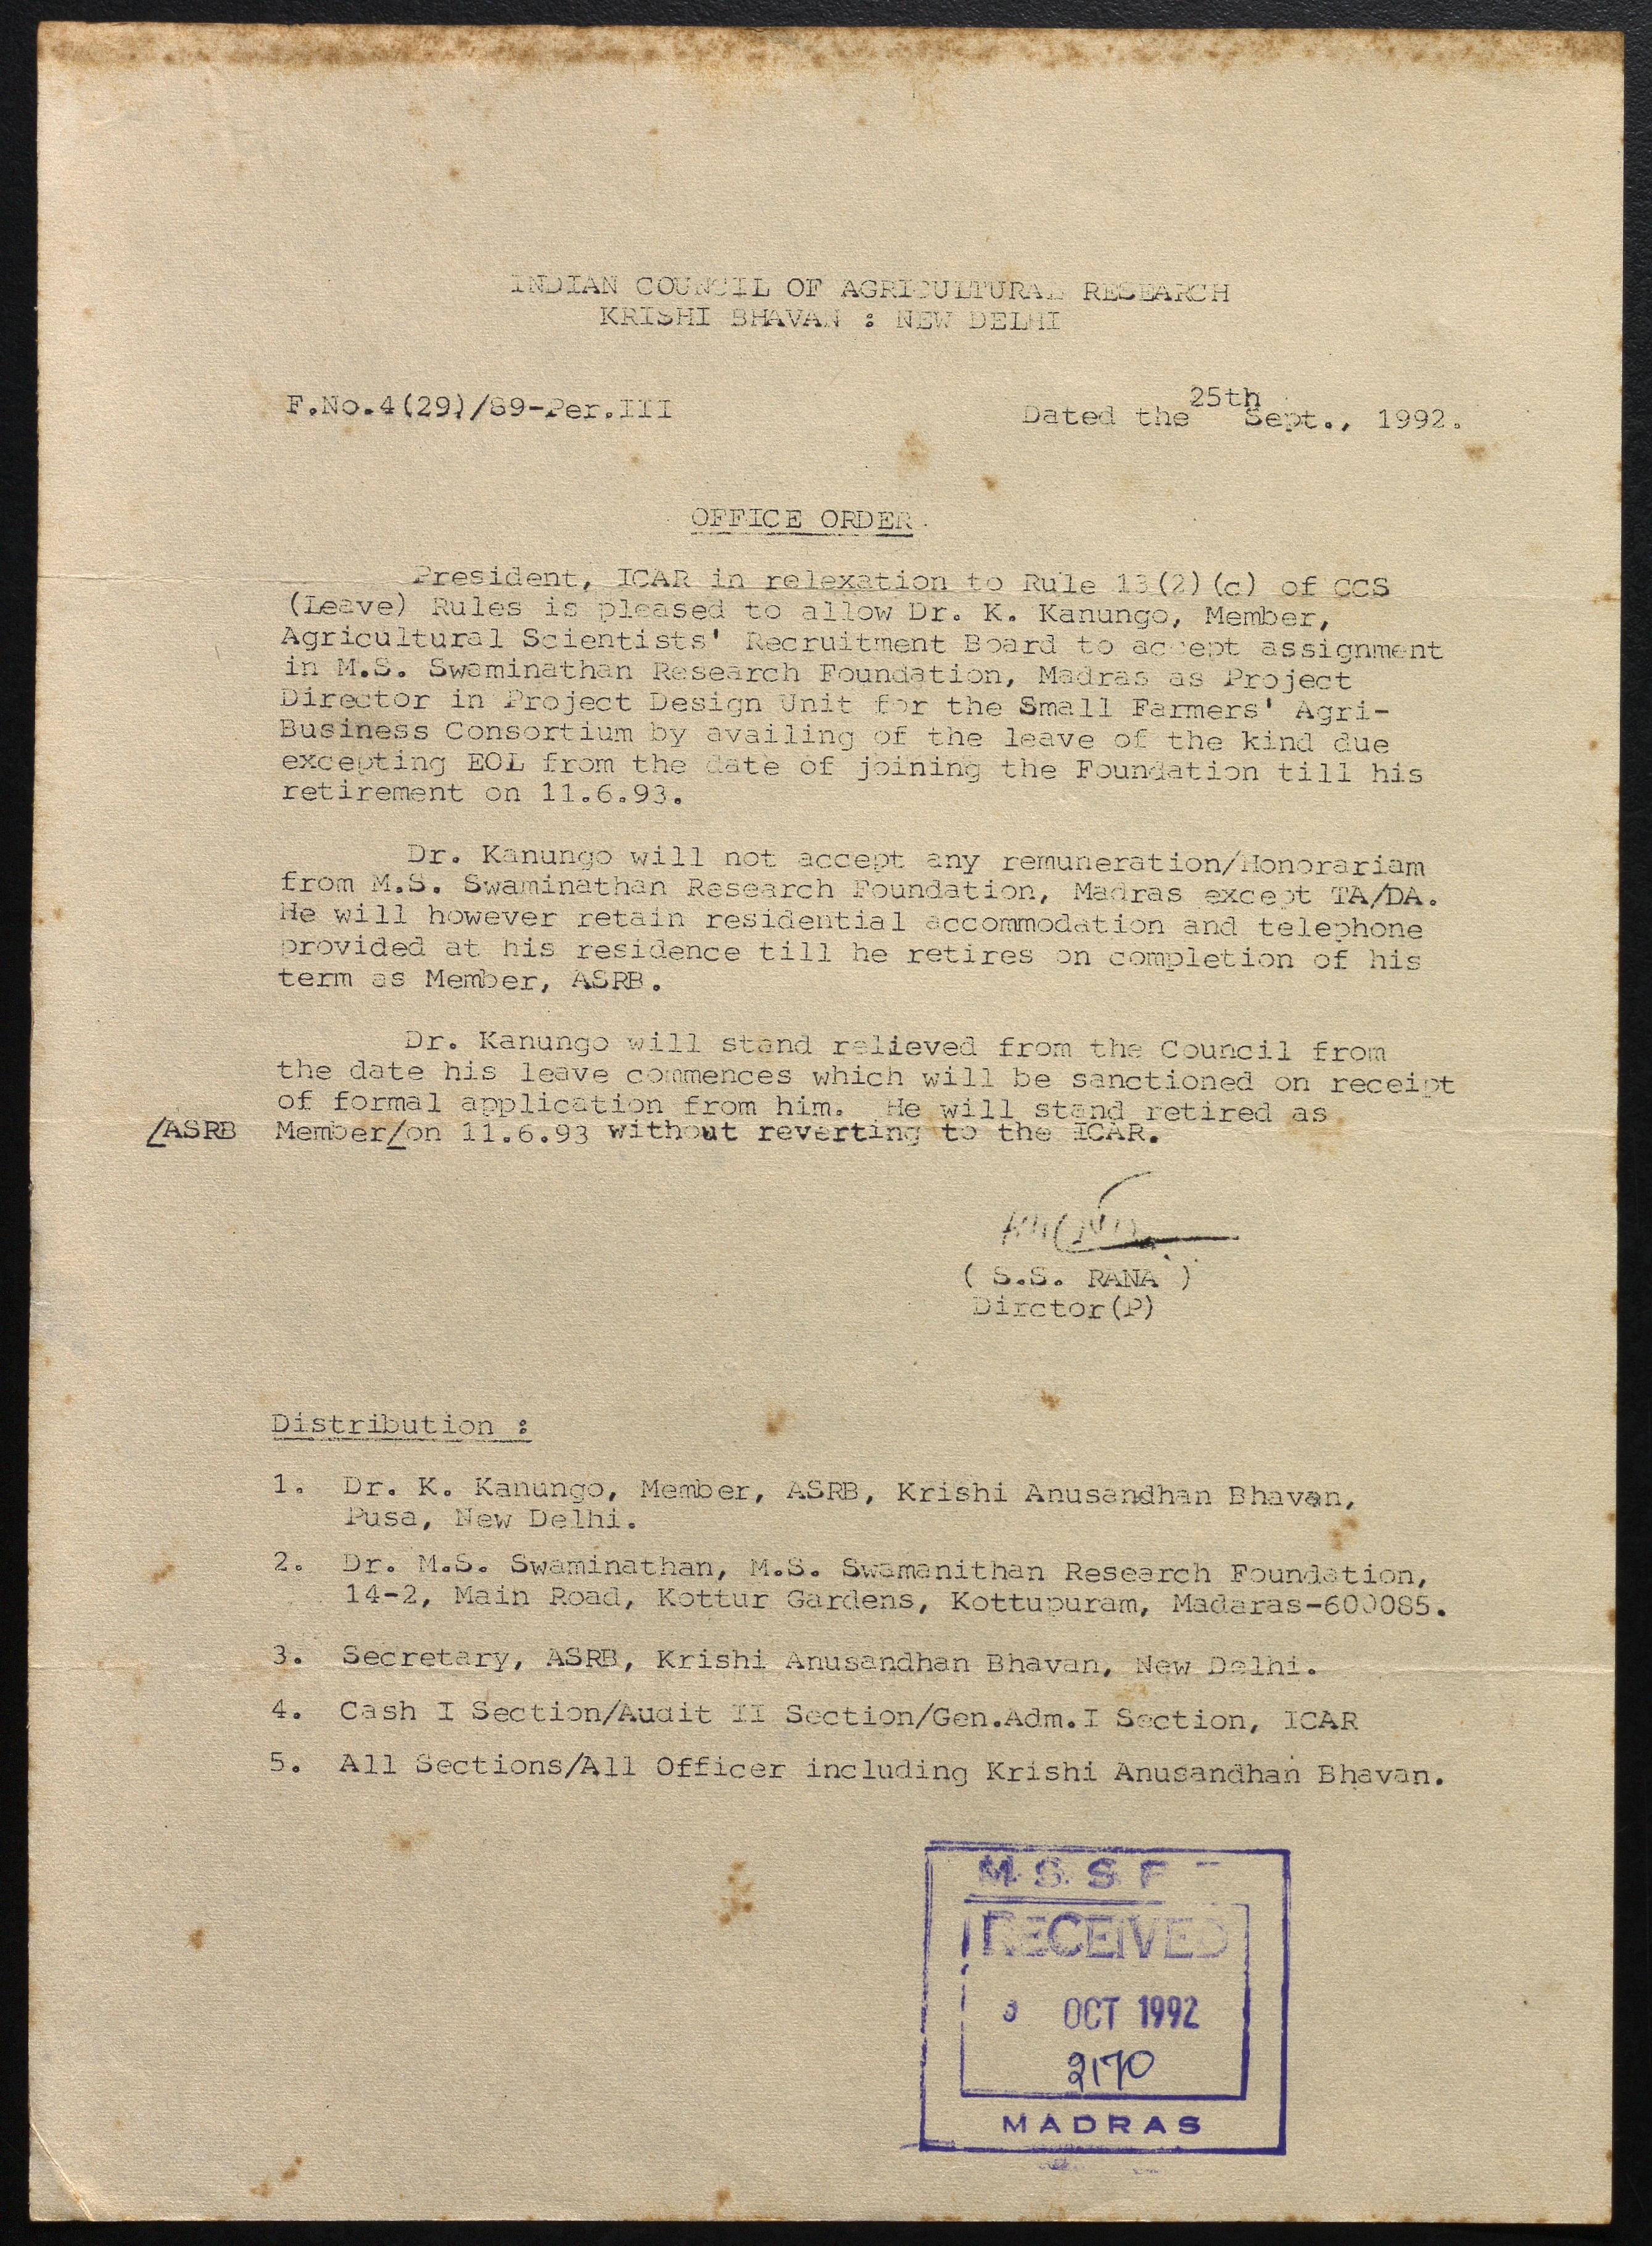 INDIAN COUNCIL OF AGRICULTURAL RESEARCH
KRISHI BHAVAN : NEW DELHI
F.No.4(29)/89-Per.III
Dated the 25th Sept., 1992.
OFFICE ORDER.
President, ICAR in relexation to Rule 13(2)(c) of CCS
(Leave) Rules is pleased to allow Dr. K. Kanungo, Member,
Agricultural Scientists' Recruitment Board to accept assignment
in M.S. Swaminathan Research Foundation, Madras as Project
Director in Project Design Unit for the Small Farmers' Agri-
Business Consortium by availing of the leave of the kind due
excepting EOL from the date of joining the Foundation till his
retirement on 11.6.93.
Dr. Kanungo will not accept any remuneration/Honorariam
from M.S. Swaminathan Research Foundation, Madras except TA/DA.
He will however retain residential accommodation and telephone
provided at his residence till he retires on completion of his
term as Member, ASRB.
Dr. Kanungo will stand relieved from the Council from
the date his leave commences which will be sanctioned on receipt
of formal application from him. He will stand retired as
/ASRB Member/on 11.6.93 without reverting to the ICAR.
( S.S. RANA )
Dirctor(P)
Distribution :
1. Dr. K. Kanungo, Member, ASRB, Krishi Anusandhan Bhavan,
Pusa, New Delhi.
2. Dr. M.S. Swaminathan, M.S. Swamanithan Research Foundation,
14-2, Main Road, Kottur Gardens, Kottupuram, Madaras-600085.
3. Secretary, ASRB, Krishi Anusandhan Bhavan, New Delhi.
4. Cash I Section/Audit II Section/Gen.Adm.I Section, ICAR
5. All Sections/All Officer including Krishi Anusandhan Bhavan.
M.S.S.F
RECEIVED
OCT 1992
2170
MADRAS